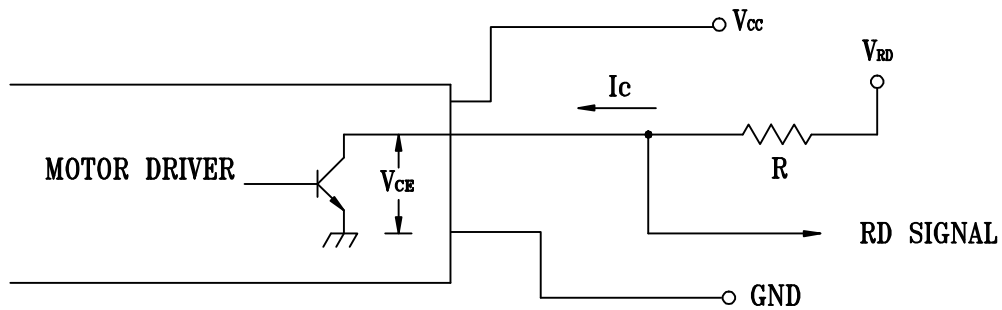 Vcc
VRD
Ic
MOTOR DRIVER
VCE
R
RD SIGNAL
GND